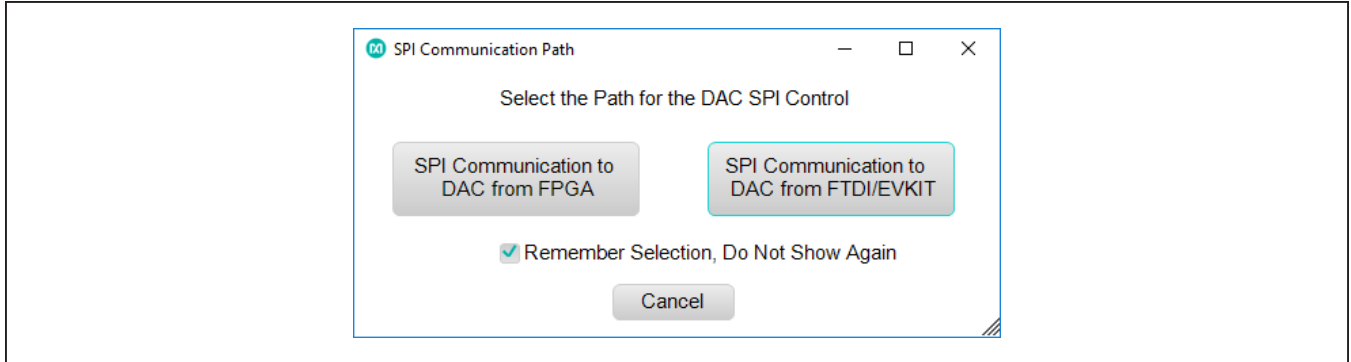 SPI Communication Path
Select the Path for the DAC SPI Control
SPI Communication to
DAC from FPGA
SPI Communication to
DAC from FTDI/EVKIT
Remember Selection, Do Not Show Again
Cancel